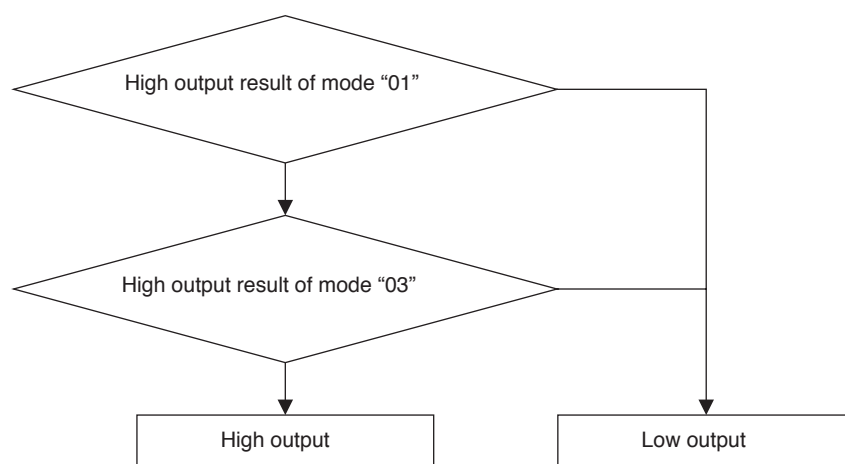 High output result of mode “01”
High output result of mode “03”
High output
Low output